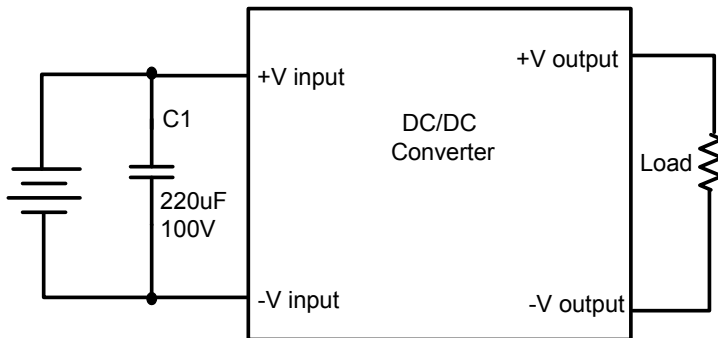 +V input
+V output
C1
DC/DC
Converter
Load
220uF
100V
-V input
-V output